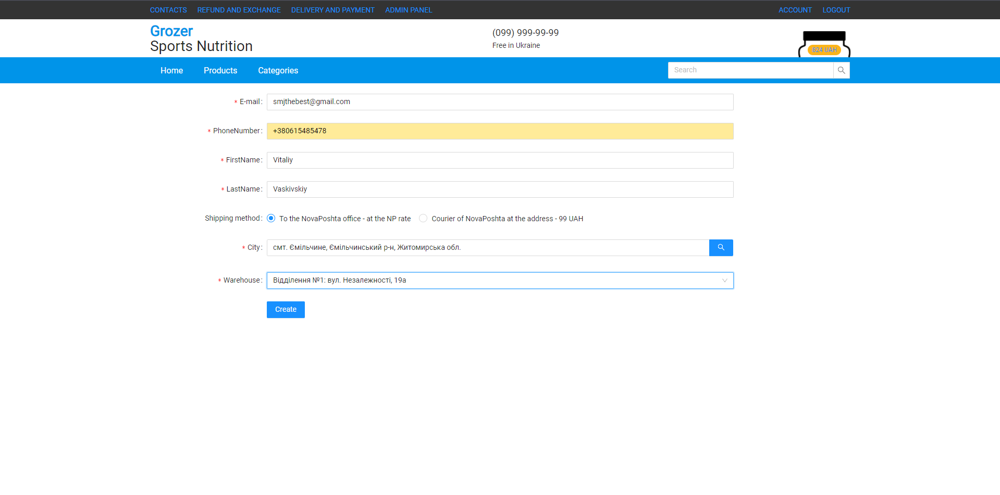 CONTACTS REFUND AND EXCHANGE DELIVERY AND PAYMENT ADMIN PANEL ACCOUNT LOGOUT
Grozer
Sports Nutrition
(099) 999-99-99
Free in Ukraine
824 UAH
Home Products Categories Search
* E-mail: smjthebest@gmail.com
* PhoneNumber: +380615485478
* FirstName: Vitaliy
* LastName: Vaskivskiy
Shipping method: To the NovaPoshta office - at the NP rate Courier of NovaPoshta at the address - 99 UAH
* City: смт. Ємільчине, Ємільчинський р-н, Житомирська обл.
* Warehouse: Відділення №1: вул. Незалежності, 19а
Create